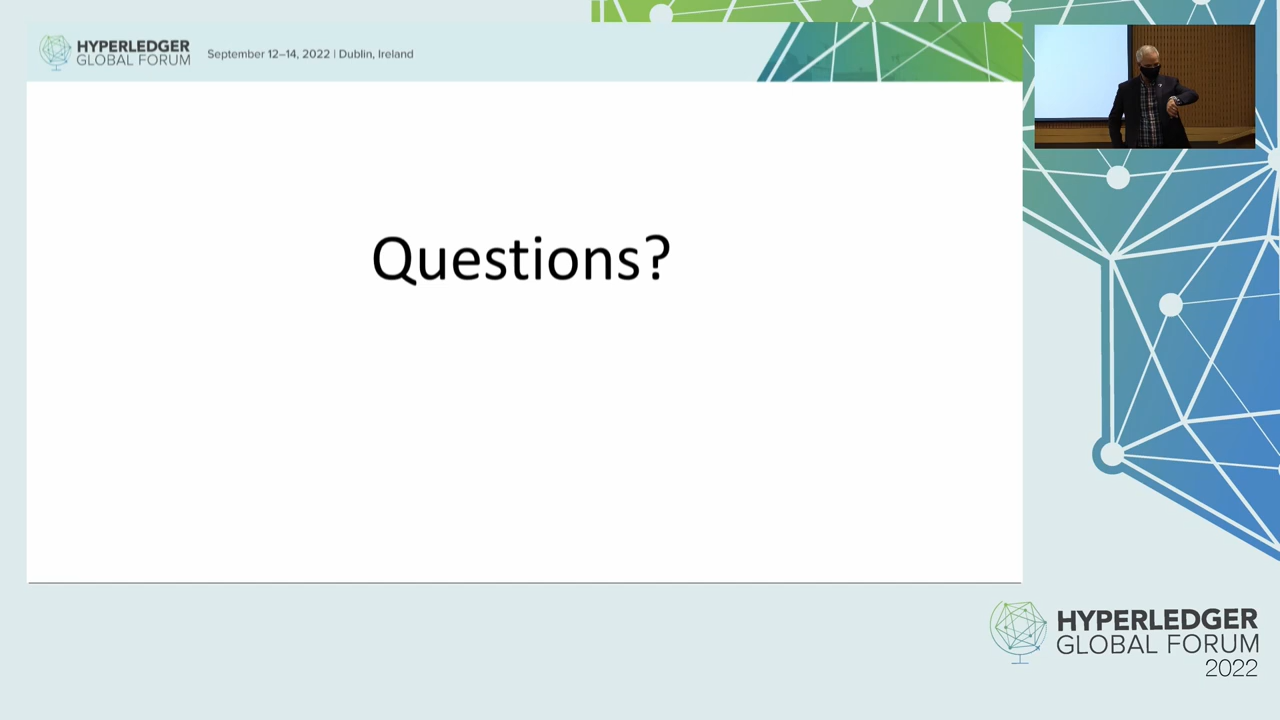 HYPERLEDGER
GLOBAL FORUM
September 12–14, 2022 | Dublin, Ireland
Questions?
HYPERLEDGER
GLOBAL FORUM
2022